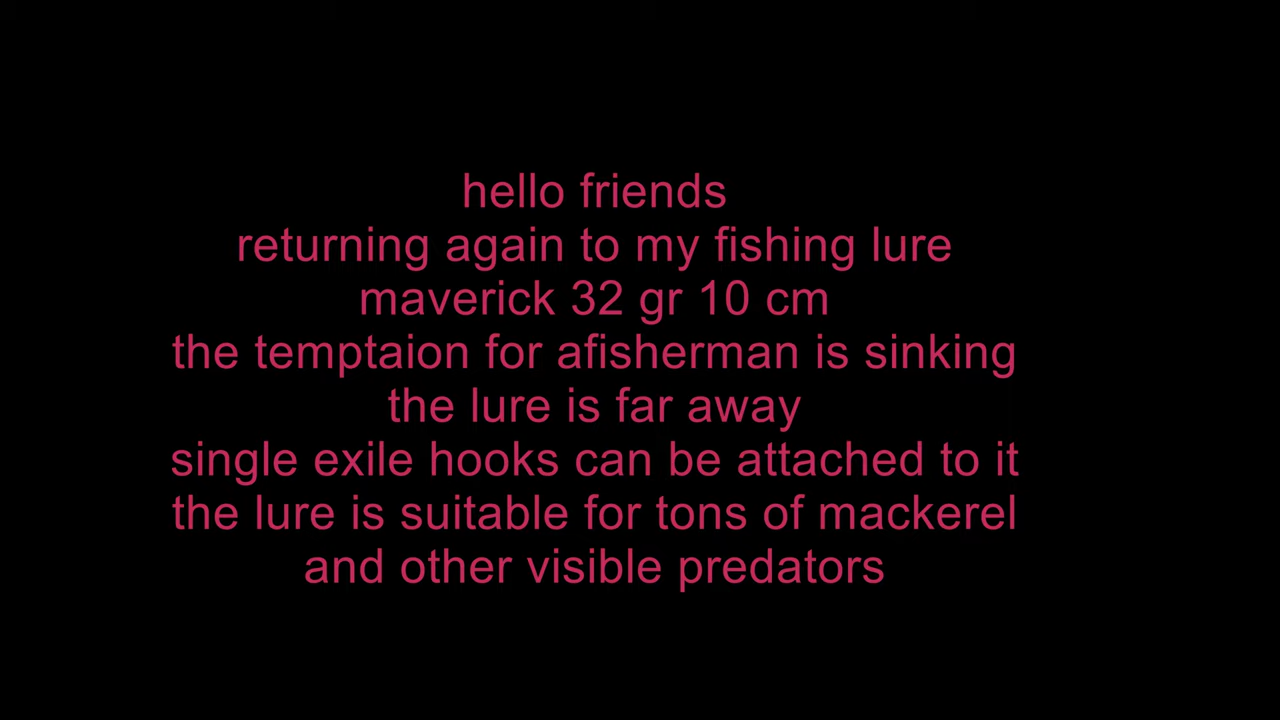 hello friends
returning again to my fishing lure
maverick 32 gr 10 cm
the temptaion for afisherman is sinking
the lure is far away
single exile hooks can be attached to it
the lure is suitable for tons of mackerel
and other visible predators